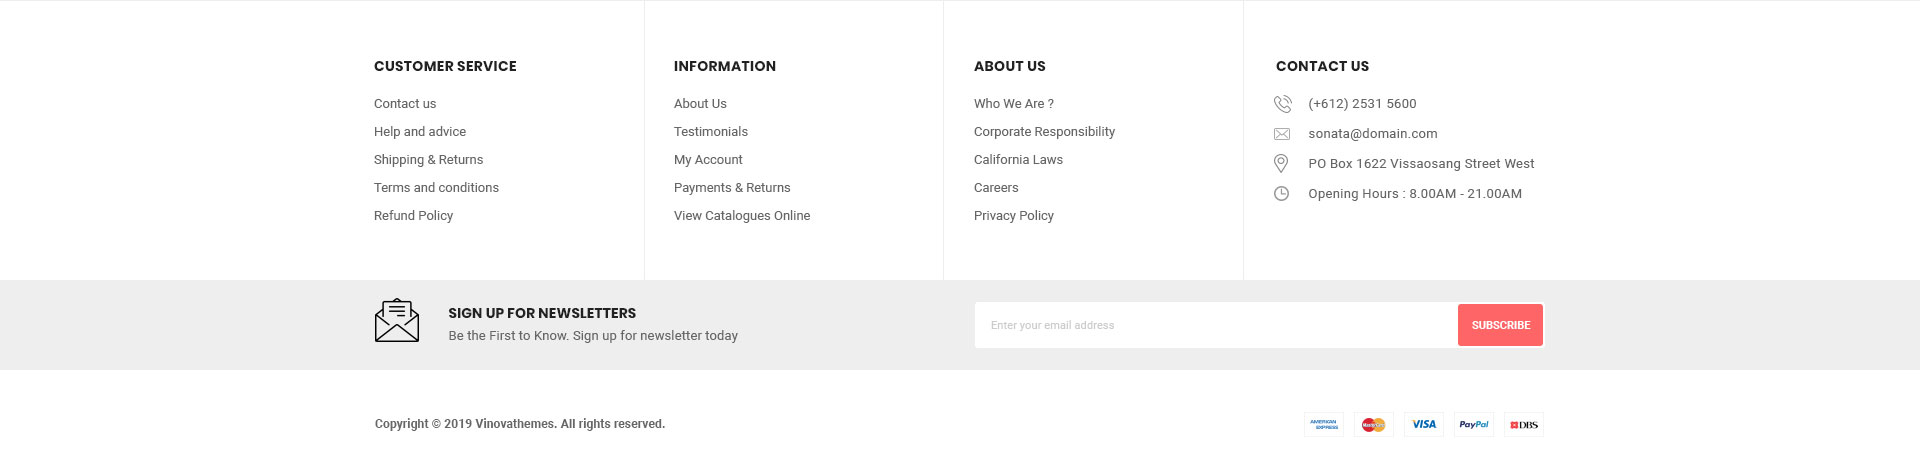 CUSTOMER SERVICE
Contact us
Help and advice
Shipping & Returns
Terms and conditions
Refund Policy
INFORMATION
About Us
Testimonials
My Account
Payments & Returns
View Catalogues Online
ABOUT US
Who We Are ?
Corporate Responsibility
California Laws
Careers
Privacy Policy
CONTACT US
(+612) 2531 5600
sonata@domain.com
PO Box 1622 Vissaosang Street West
Opening Hours : 8.00AM - 21.00AM
SIGN UP FOR NEWSLETTERS
Be the First to Know. Sign up for newsletter today
Enter your email address
SUBSCRIBE
Copyright © 2019 Vinovathemes. All rights reserved.
AMERICAN
EXPRESS
MasterCard
VISA
PayPal
DBS